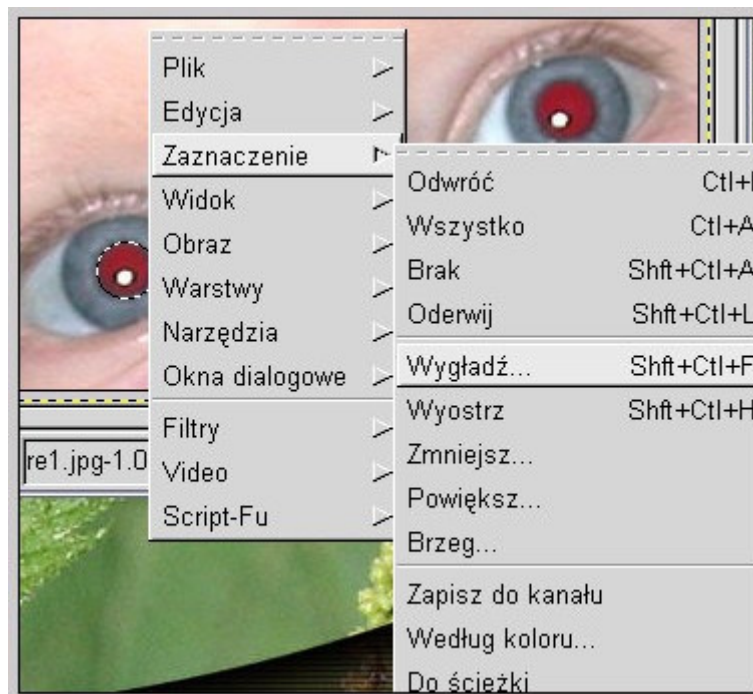 Plik
Edycja
Zaznaczenie
Widok
Obraz
Warstwy
Narzędzia
Okna dialogowe
Filtry
Video
Script-Fu
Odwróć Ctl+I
Wszystko Ctl+A
Brak Shft+Ctl+A
Oderwij Shft+Ctl+L
Wygładź... Shft+Ctl+F
Wyostrz Shft+Ctl+H
Zmniejsz...
Powiększ...
Brzeg...
Zapisz do kanału
Według koloru...
Do ścieżki
re1.jpg-1.0